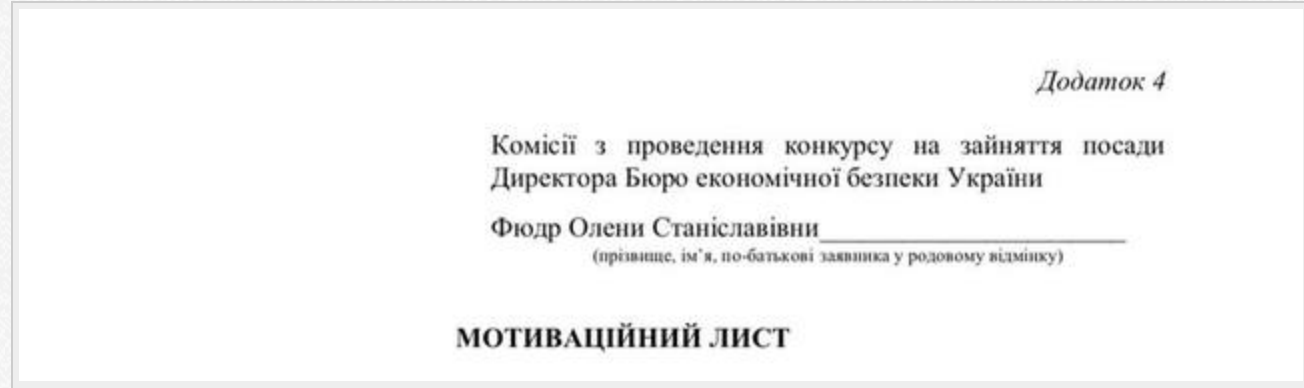 Додаток 4
Комісії з проведення конкурсу на зайняття посади
Директора Бюро економічної безпеки України
Фюдр Олени Станіславівни_______________________
(прізвище, ім’я, по-батькові заявника у родовому відмінку)
МОТИВАЦІЙНИЙ ЛИСТ